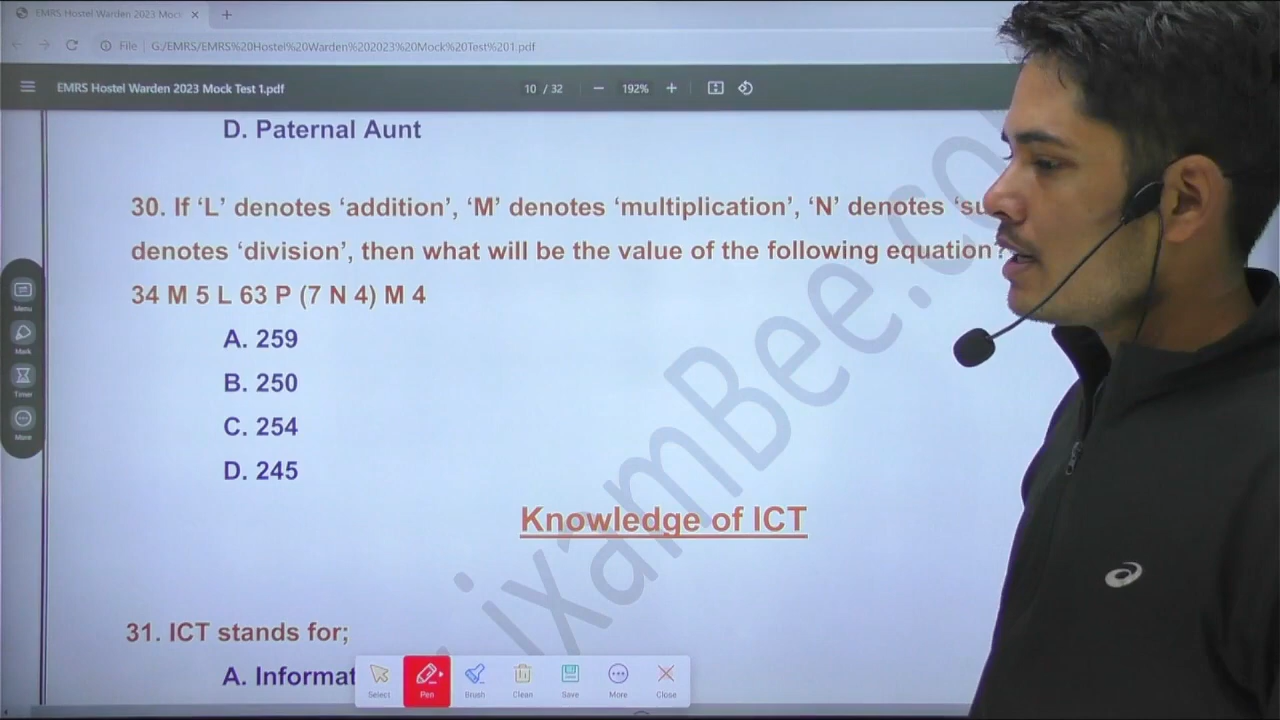 EMRS Hostel Warden 2023 Mock
File G:/EMRS/EMRS%20Hostel%20Warden%202023%20Mock%20Test%201.pdf
EMRS Hostel Warden 2023 Mock Test 1.pdf 10 / 32 192%
D. Paternal Aunt
30. If ‘L’ denotes ‘addition’, ‘M’ denotes ‘multiplication’, ‘N’ denotes ‘su
denotes ‘division’, then what will be the value of the following equation?
34 M 5 L 63 P (7 N 4) M 4
A. 259
B. 250
C. 254
D. 245
Knowledge of ICT
31. ICT stands for;
A. Informat
Menu
Mark
Timer
More
Select Pen Brush Clean Save More Close
ixamBee.co